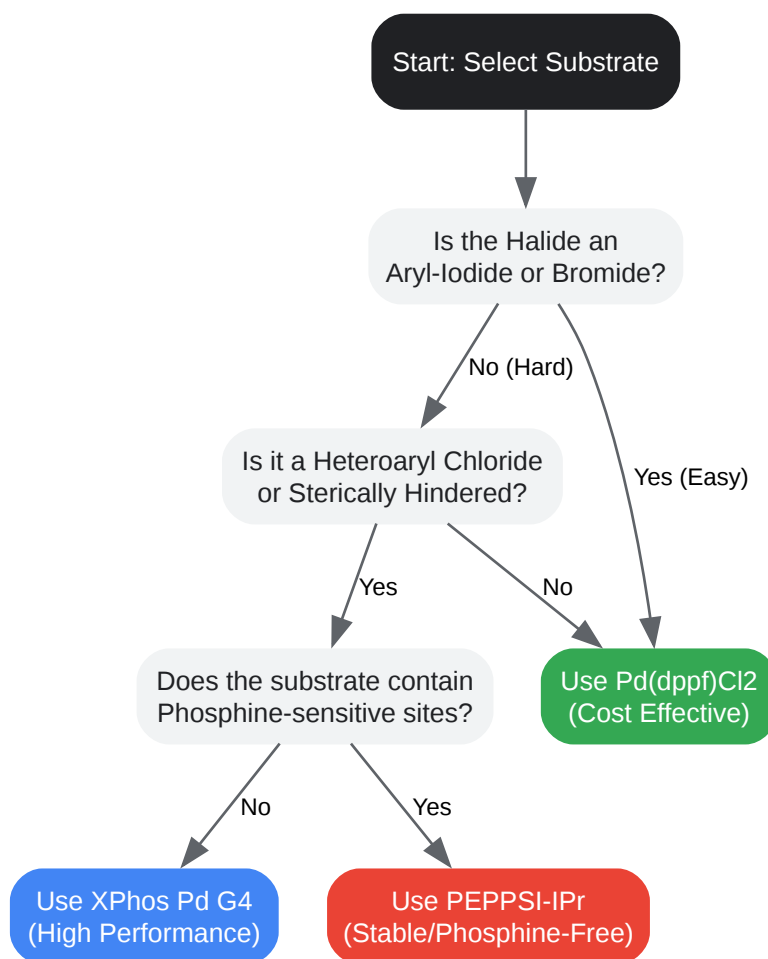 Start: Select Substrate
Is the Halide an
Aryl-Iodide or Bromide?
No (Hard)
Is it a Heteroaryl Chloride
or Sterically Hindered?
Yes (Easy)
Yes
No
Does the substrate contain
Phosphine-sensitive sites?
Use Pd(dppf)Cl2
(Cost Effective)
No
Yes
Use XPhos Pd G4
(High Performance)
Use PEPPSI-IPr
(Stable/Phosphine-Free)